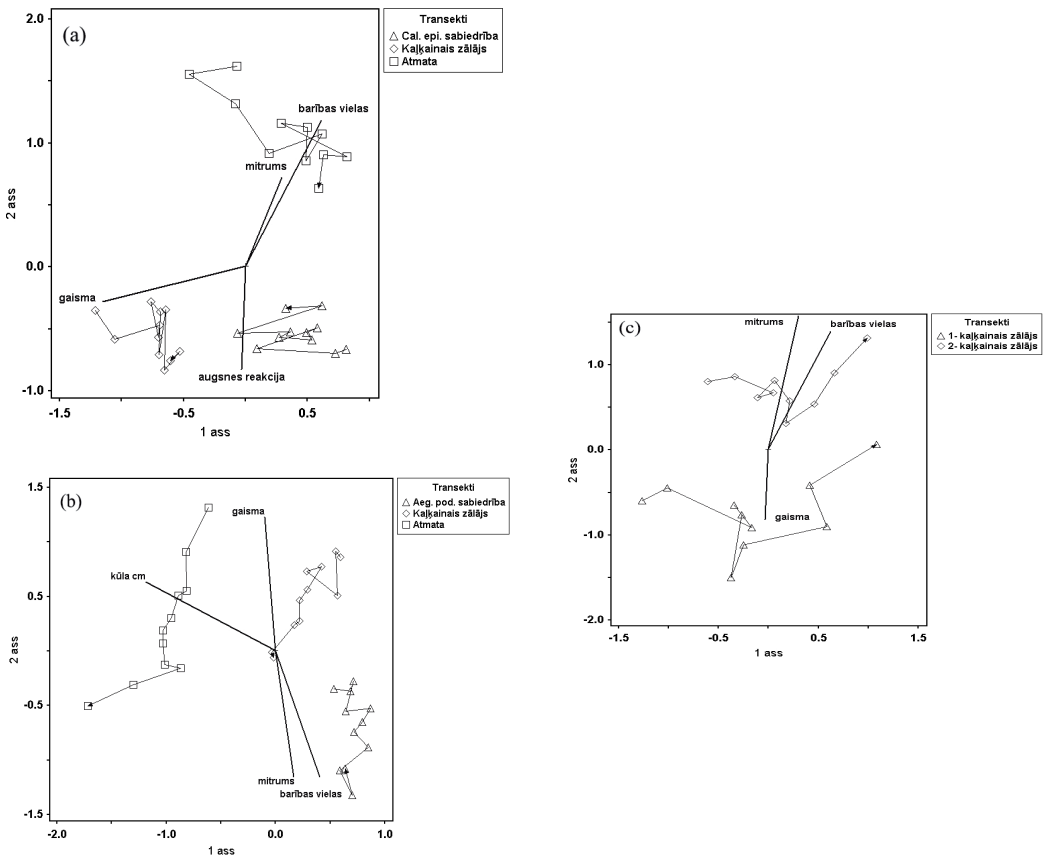 (a)
Transekti
Cal. epi. sabiedrība
Kaļķainais zālājs
Atmata
2.0
1.0
0.0
-1.0
2 ass
barības vielas
mitrums
gaisma
augsnes reakcija
-1.5
-0.5
0.5
1 ass
(b)
Transekti
Aeg. pod. sabiedrība
Kaļķainais zālājs
Atmata
1.5
0.5
-0.5
-1.5
2 ass
gaisma
kūla cm
mitrums
barības vielas
-2.0
-1.0
0.0
1.0
1 ass
(c)
Transekti
1- kaļķainais zālājs
2- kaļķainais zālājs
1.0
0.0
-1.0
-2.0
2 ass
mitrums
barības vielas
gaisma
-1.5
-0.5
0.5
1.5
1 ass